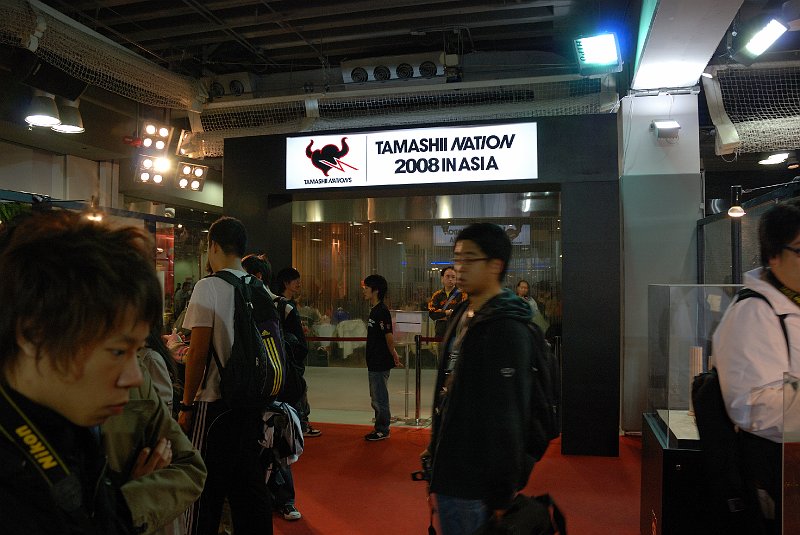 TAMASHII NATION
2008 IN ASIA
TAMASHII NATIONS
Nikon